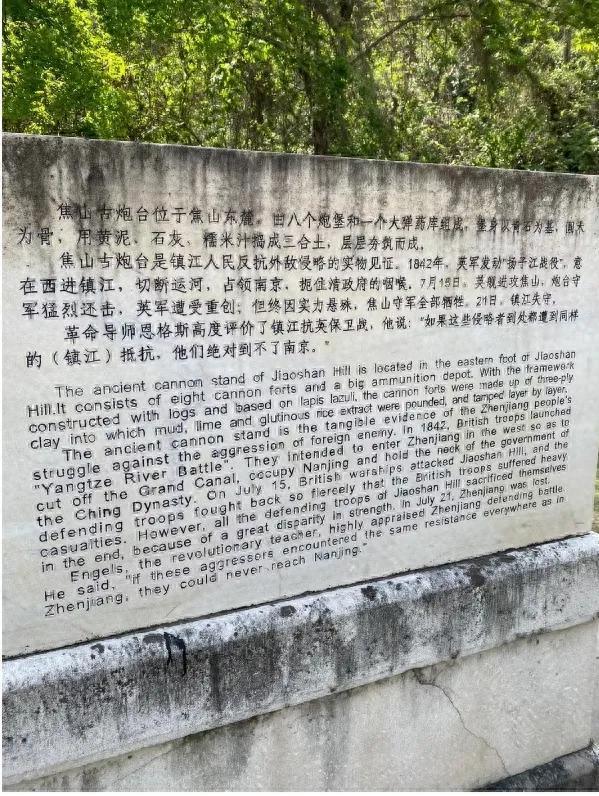 焦山古炮台位于焦山东麓。由八个炮堡和一个大弹药库组成，堡身以青石为基，圆木
为骨，用黄泥、石灰、糯米汁捣成三合土，层层夯筑而成。
焦山古炮台是镇江人民反抗外敌侵略的实物见证。1842年，英军发动“扬子江战役”，意
在西进镇江，切断运河，占领南京，扼住清政府的咽喉。7月15日，英舰进攻焦山，炮台守
军猛烈还击，英军遭受重创；但终因实力悬殊，焦山守军全部牺牲。21日，镇江失守。
革命导师恩格斯高度评价了镇江抗英保卫战，他说：“如果这些侵略者到处都遭到同样
的（镇江）抵抗，他们绝对到不了南京。”
The ancient cannon stand of Jiaoshan Hill is located in the eastern foot of Jiaoshan
Hill.It consists of eight cannon forts and a big ammunition depot. With the framework
constructed with logs and based on lapis lazuli, the cannon forts were made up of three-ply
clay into which mud, lime and glutinous rice extract were pounded, and tamped layer by layer.
The ancient cannon stand is the tangible evidence of the Zhenjiang people's
struggle against the aggression of foreign enemy. In 1842, British troops launched
"Yangtze River Battle". They intended to enter Zhenjiang in the west so as to
cut off the Grand Canal, occupy Nanjing and hold the neck of the government of
the Ching Dynasty. On July 15, British warships attacked Jiaoshan Hill, and the
defending troops fought back so fiercely that the British troops suffered heavy
casualties. However, all the defending troops of Jiaoshan Hill sacrificed themselves
in the end, because of a great disparity in strength. In July 21, Zhenjiang was lost.
Engels, the revolutionary teacher, highly appraised Zhenjiang defending battle.
He said, "if these aggressors encountered the same resistance everywhere as in
Zhenjiang, they could never reach Nanjing."